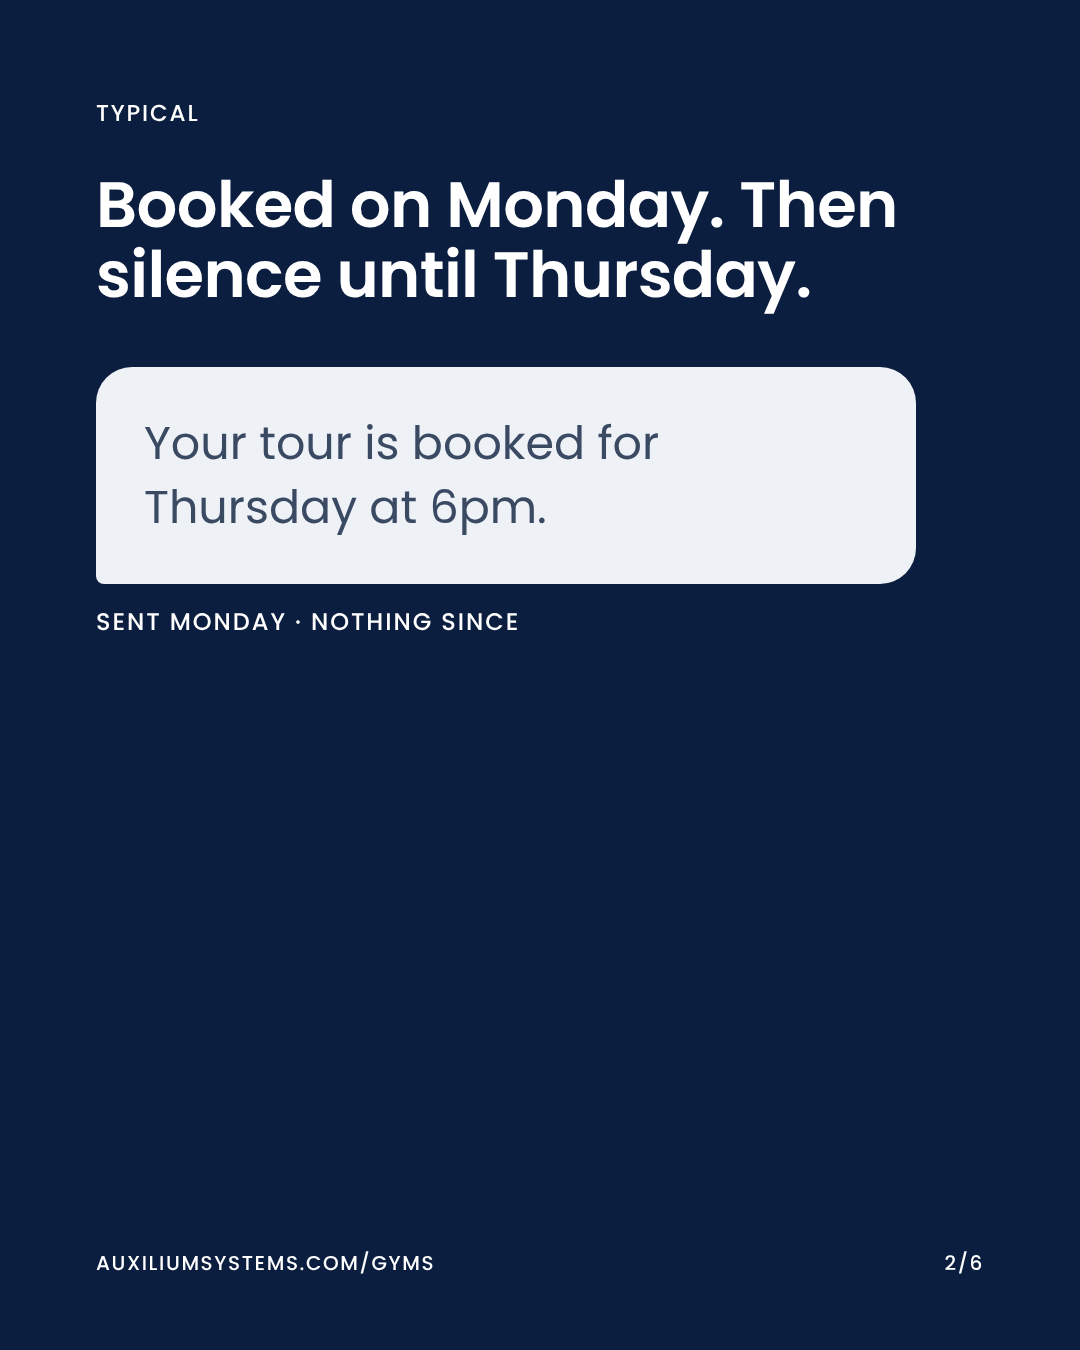 TYPICAL
Booked on Monday. Then
silence until Thursday.
Your tour is booked for
Thursday at 6pm.
SENT MONDAY · NOTHING SINCE
AUXILIUMSYSTEMS.COM/GYMS
2/6